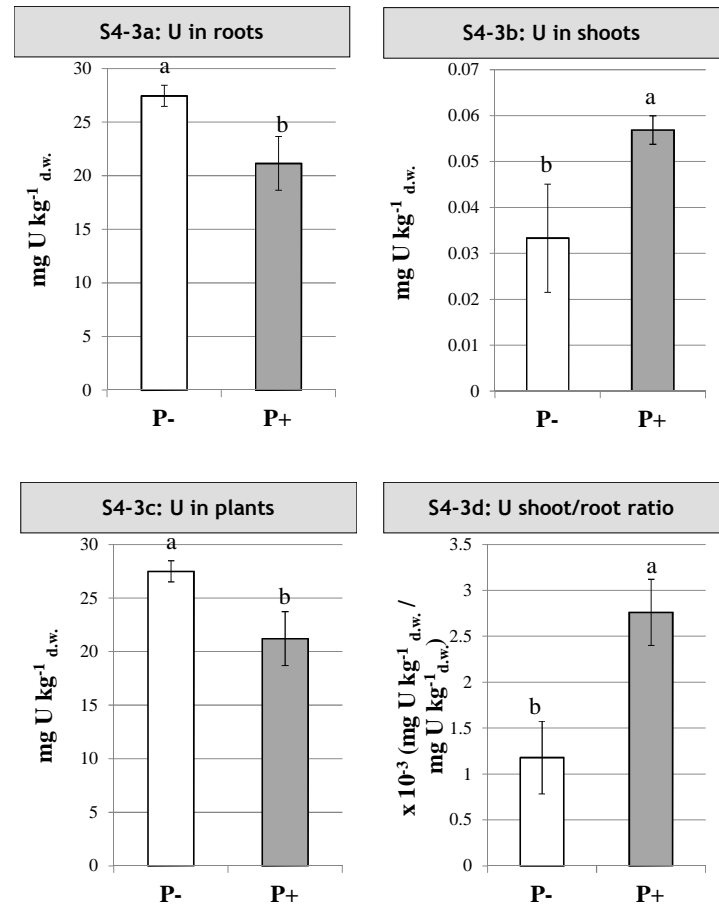 S4-3a: U in roots
a
b
30
25
20
15
10
5
0
mg U kg-1 d.w.
P- P+
S4-3b: U in shoots
b
a
0.07
0.06
0.05
0.04
0.03
0.02
0.01
0
mg U kg-1 d.w.
P- P+
S4-3c: U in plants
a
b
30
25
20
15
10
5
0
mg U kg-1 d.w.
P- P+
S4-3d: U shoot/root ratio
b
a
3.5
3
2.5
2
1.5
1
0.5
0
x 10-3 (mg U kg-1 d.w. /
mg U kg-1 d.w.)
P- P+